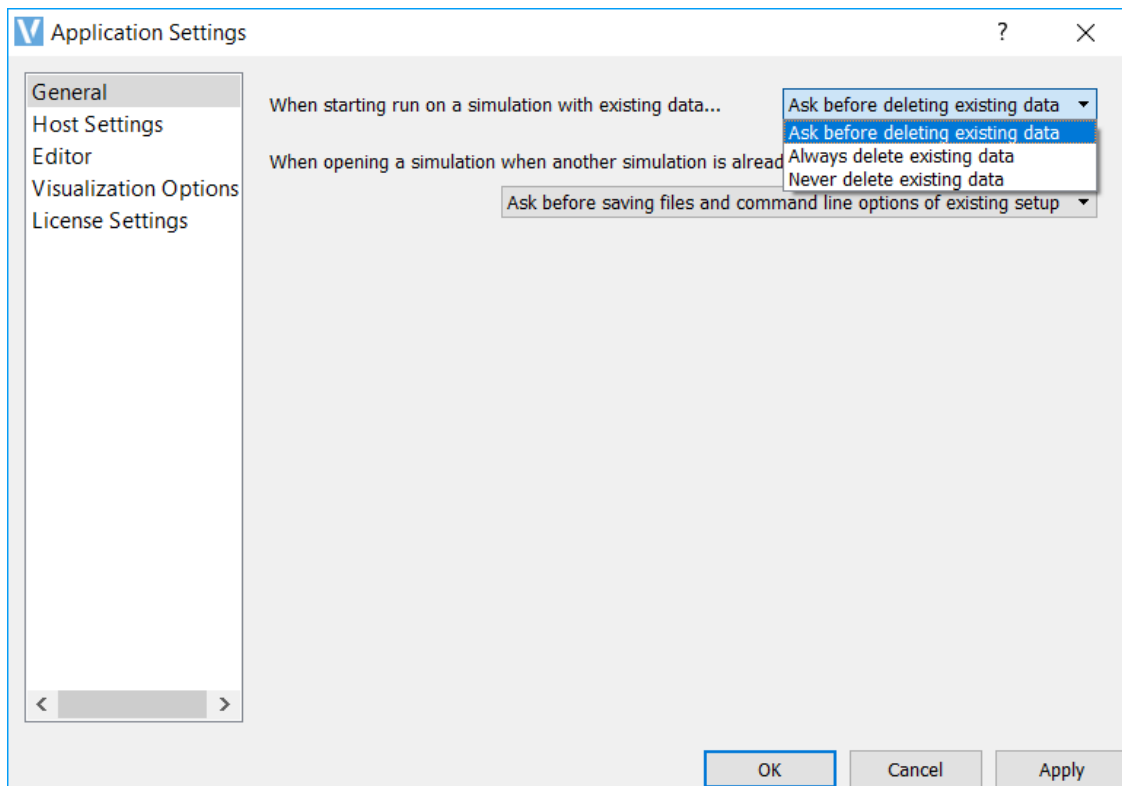 Application Settings
?
General
Host Settings
Editor
Visualization Options
License Settings
When starting run on a simulation with existing data...
Ask before deleting existing data
Ask before deleting existing data
Always delete existing data
Never delete existing data
When opening a simulation when another simulation is
Ask before saving files and command line options of existing setup
OK
Cancel
Apply